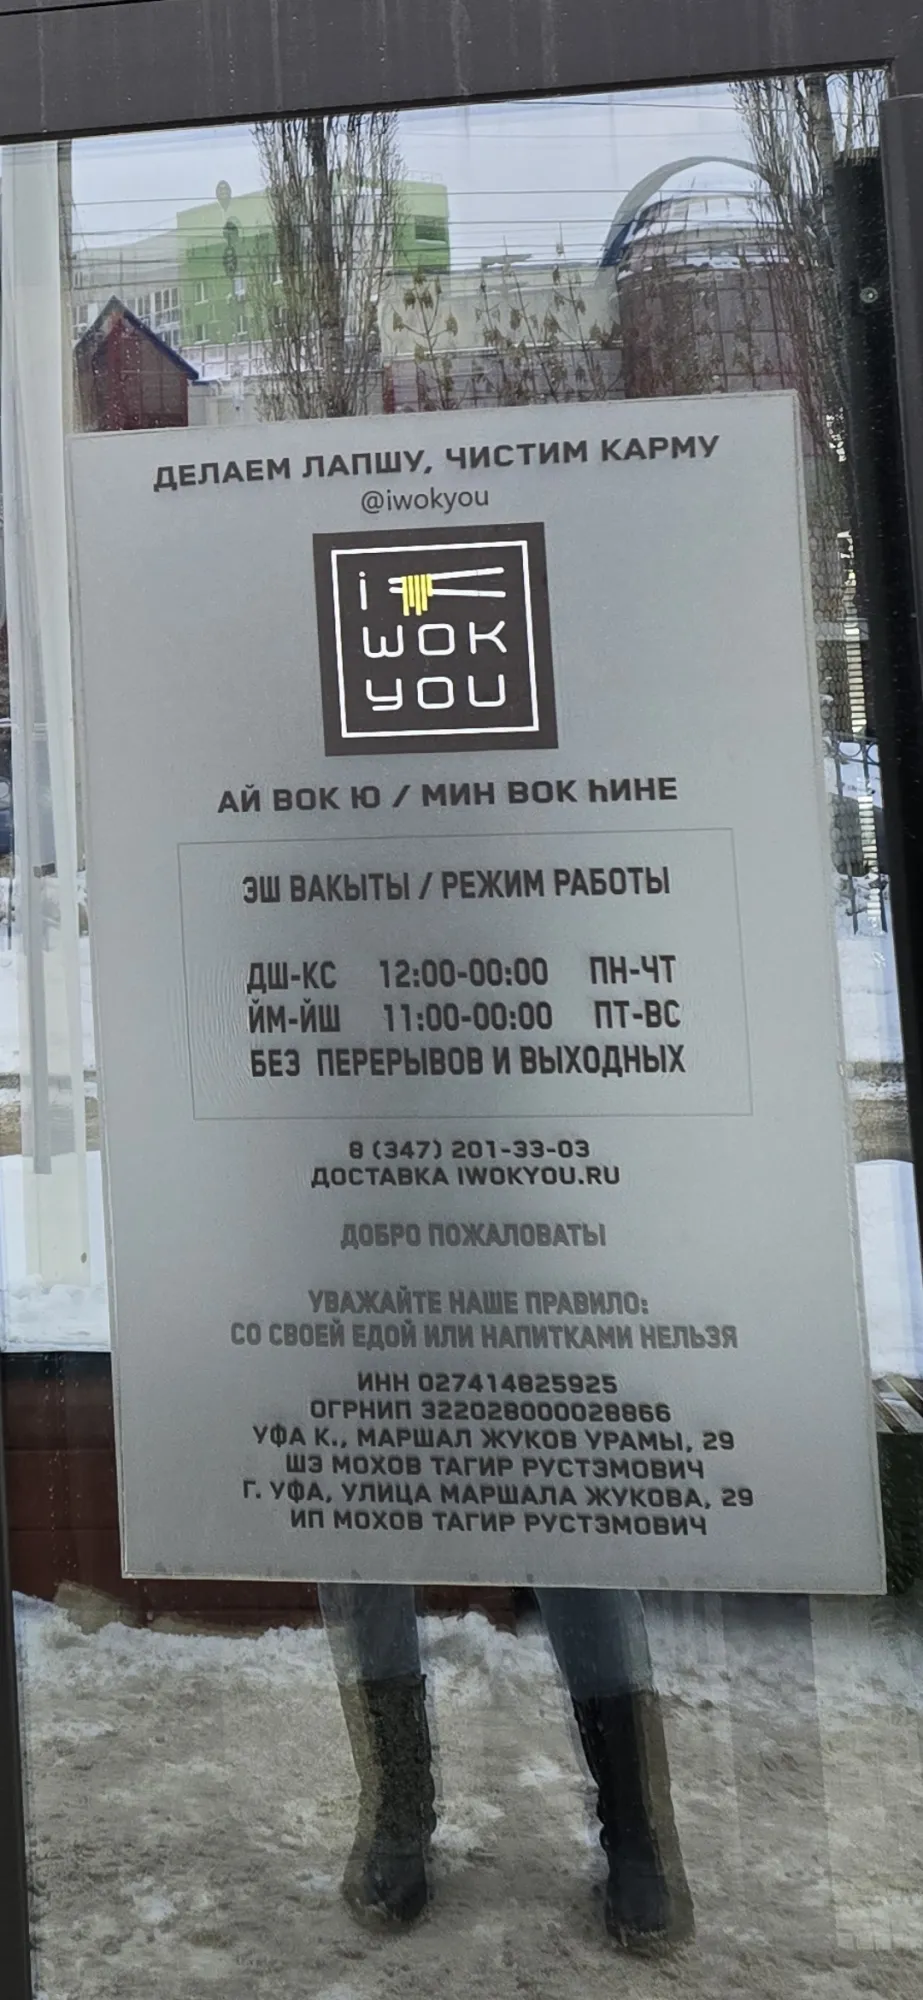 ДЕЛАЕМ ЛАПШУ, ЧИСТИМ КАРМУ
@iwokyou
i
WOK
YOU
АЙ ВОК Ю / МИН ВОК ҺИНЕ
ЭШ ВАКЫТЫ / РЕЖИМ РАБОТЫ
ДШ-КС 12:00-00:00 ПН-ЧТ
ЙМ-ЙШ 11:00-00:00 ПТ-ВС
БЕЗ ПЕРЕРЫВОВ И ВЫХОДНЫХ
8 (347) 201-33-03
ДОСТАВКА IWOKYOU.RU
ДОБРО ПОЖАЛОВАТЫ
УВАЖАЙТЕ НАШЕ ПРАВИЛО:
СО СВОЕЙ ЕДОЙ ИЛИ НАПИТКАМИ НЕЛЬЗЯ
ИНН 027414825925
ОГРНИП 322028000028866
УФА К., МАРШАЛ ЖУКОВ УРАМЫ, 29
ШЭ МОХОВ ТАГИР РУСТЭМОВИЧ
Г. УФА, УЛИЦА МАРШАЛА ЖУКОВА, 29
ИП МОХОВ ТАГИР РУСТЭМОВИЧ